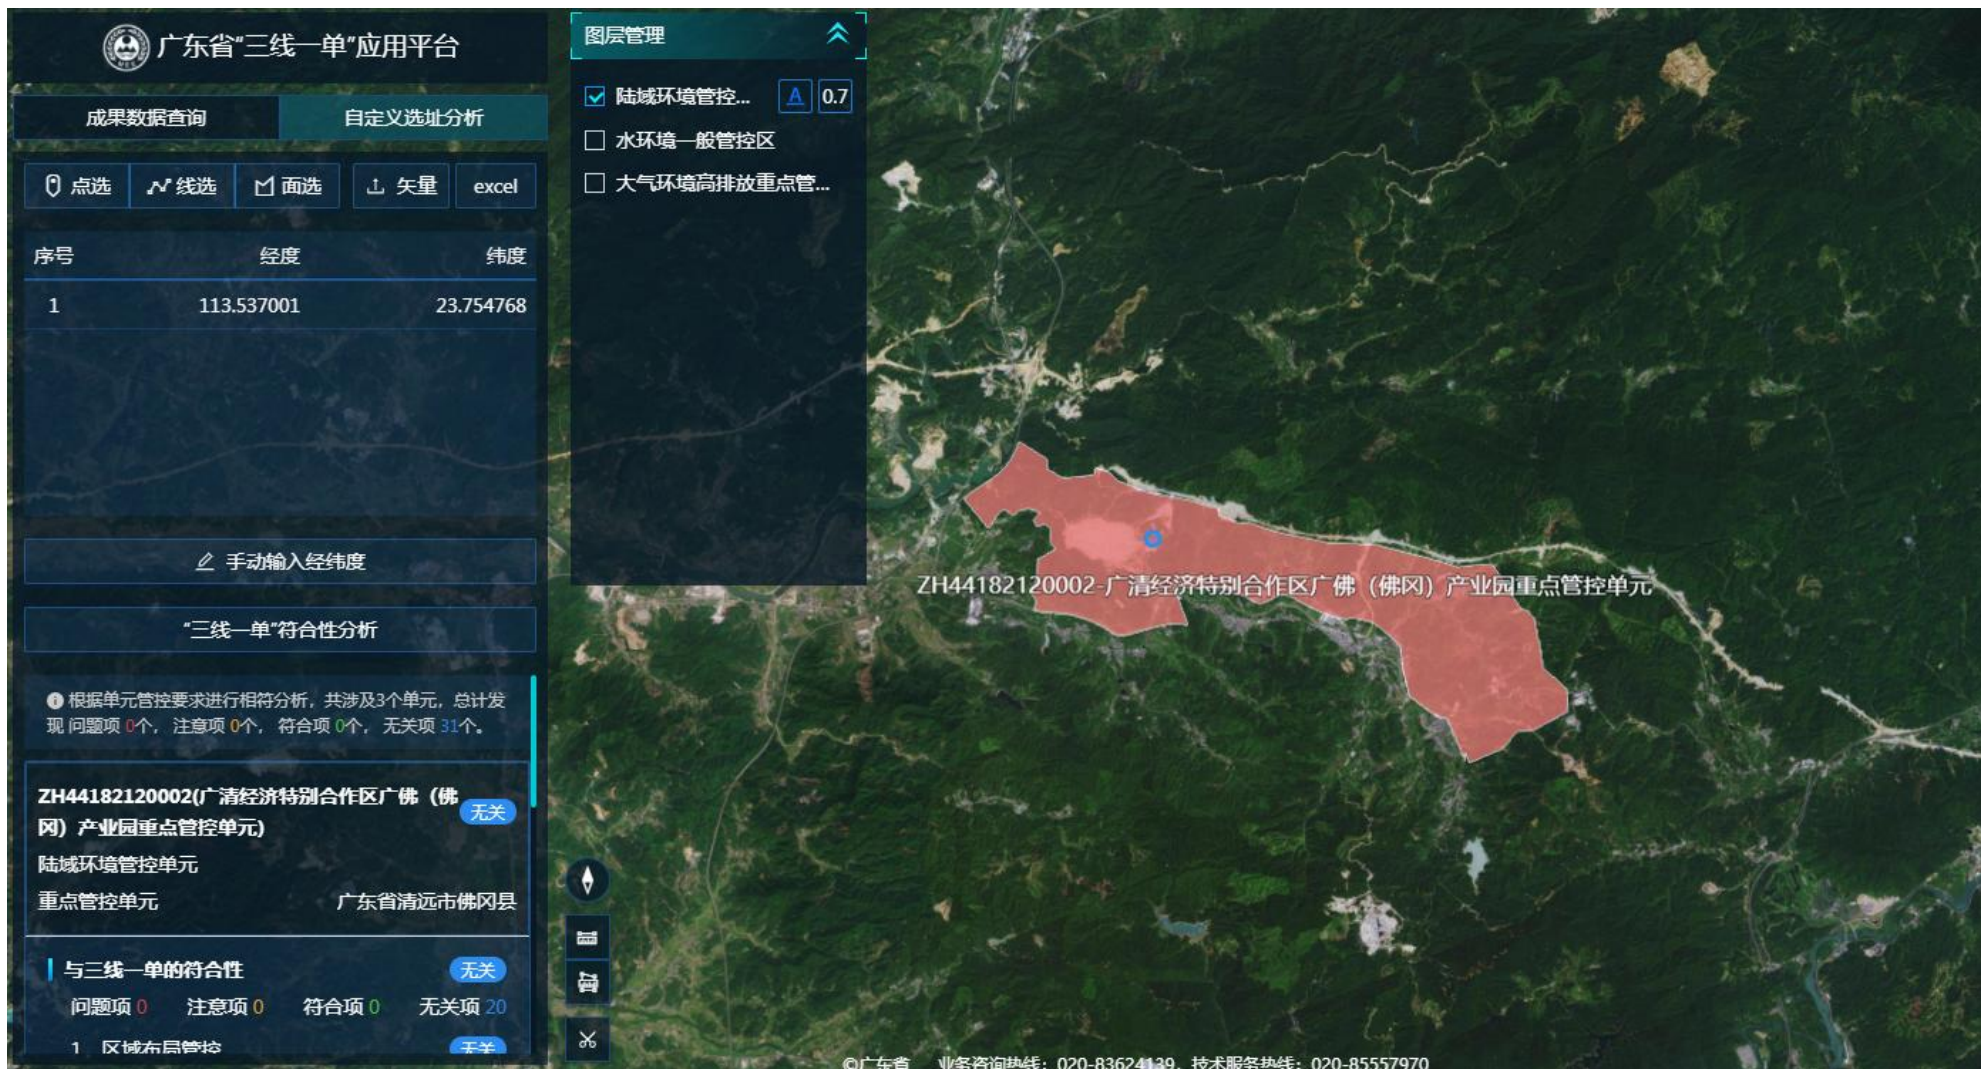 广东省"三线一单"应用平台
成果数据查询
自定义选址分析
点选
线选
面选
矢量
excel
序号 经度 纬度
1 113.537001 23.754768
手动输入经纬度
"三线一单"符合性分析
根据单元管控要求进行相符分析，共涉及3个单元，总计发
现 问题项 0个，注意项 0个，符合项 0个，无关项 31个。
ZH44182120002(广清经济特别合作区广佛（佛
冈）产业园重点管控单元)
无关
陆域环境管控单元
重点管控单元 广东省清远市佛冈县
与三线一单的符合性 无关
问题项 0 注意项 0 符合项 0 无关项 20
1、区域布局管控 无关
图层管理
陆域环境管控... A 0.7
水环境一般管控区
大气环境高排放重点管...
ZH44182120002-广清经济特别合作区广佛（佛冈）产业园重点管控单元
©广东省 业务咨询热线：020-83624139，技术服务热线：020-85557970